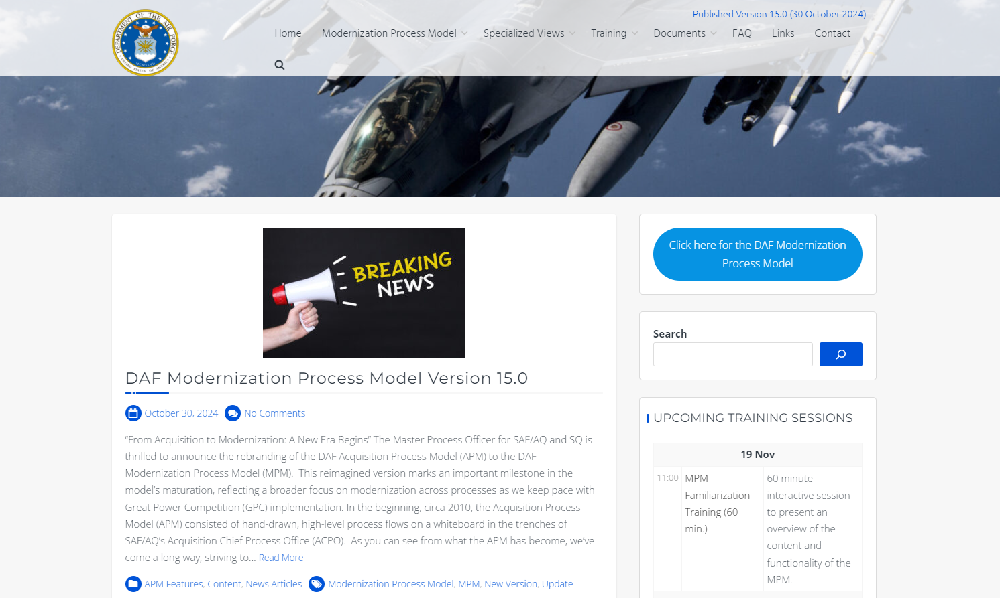 DEPARTMENT OF THE AIR FORCE
UNITED STATES OF AMERICA
MCMXLVII
Published Version 15.0 (30 October 2024)
Home Modernization Process Model Specialized Views Training Documents FAQ Links Contact
BREAKING
NEWS
DAF Modernization Process Model Version 15.0
October 30, 2024 No Comments
“From Acquisition to Modernization: A New Era Begins” The Master Process Officer for SAF/AQ and SQ is
thrilled to announce the rebranding of the DAF Acquisition Process Model (APM) to the DAF
Modernization Process Model (MPM).  This reimagined version marks an important milestone in the
model’s maturation, reflecting a broader focus on modernization across processes as we keep pace with
Great Power Competition (GPC) implementation. In the beginning, circa 2010, the Acquisition Process
Model (APM) consisted of hand-drawn, high-level process flows on a whiteboard in the trenches of
SAF/AQ’s Acquisition Chief Process Office (ACPO).  As you can see from what the APM has become, we’ve
come a long way, striving to... Read More
APM Features, Content, News Articles Modernization Process Model, MPM, New Version, Update
Click here for the DAF Modernization
Process Model
Search
UPCOMING TRAINING SESSIONS
19 Nov
11:00 MPM 60 minute
Familiarization interactive session
Training (60 to present an
min.) overview of the
content and
functionality of the
MPM.